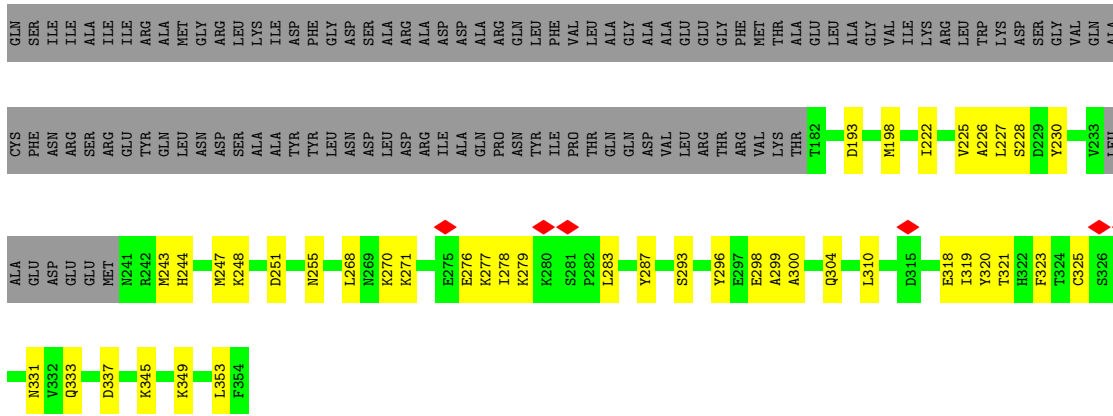 GLN SER ILE ILE ALA ILE ILE ARG ALA MET GLY ARG LEU LYS ILE ASP PHE GLY ASP ASP SER ALA ARG ALA ASP ASP ALA ARG GLN LEU PHE VAL LEU ALA GLY ALA ALA GLU GLU GLY PHE MET THR ALA GLU LEU ALA GLY VAL ILE LYS ARG LEU TRP LYS ASP SER GLY VAL GLN ALA
CYS PHE ASN ARG SER ARG GLU TYR GLN LEU ASN ASP SER ALA ALA TYR TYR LEU ASN ASP LEU ASP ARG ILE ALA GLN PRO ASN TYR ILE PRO THR GLN GLN ASP VAL LEU ARG THR ARG VAL LYS THR T182 D193 M198 I222 V225 A226 L227 S228 D229 Y230 V233 LEU
ALA GLU ASP GLU GLU MET N241 R242 M243 H244 M247 K248 D251 N255 L268 N269 K270 K271 E275 E276 K277 I278 K279 K280 S281 P282 L283 Y287 S293 Y296 E297 E298 A299 A300 Q304 L310 D315 E318 I319 Y320 T321 H322 F323 T324 C325 S326
N331 V332 Q333 D337 K345 K349 L353 F354